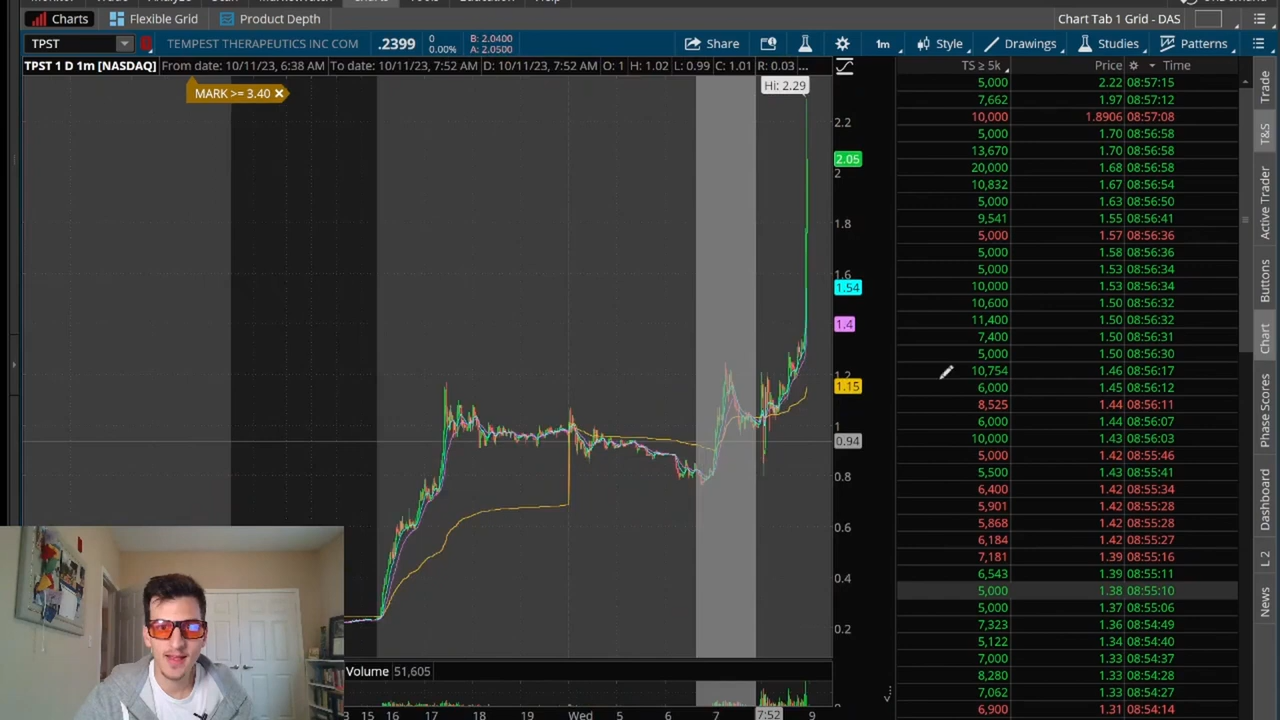 Charts Flexible Grid Product Depth Chart Tab 1 Grid - DAS
TPST TEMPEST THERAPEUTICS INC COM .2399 0 0.00% B: 2.0400 A: 2.0500 Share 1m Style Drawings Studies Patterns
TPST 1 D 1m [NASDAQ] From date: 10/11/23, 6:38 AM To date: 10/11/23, 7:52 AM D: 10/11/23, 7:52 AM O: 1 H: 1.02 L: 0.99 C: 1.01 R: 0.03 ...
MARK >= 3.40
Hi: 2.29
2.2
2.05
2
1.8
1.6
1.54
1.4
1.2
1.15
1
0.94
0.8
0.6
0.4
0.2
Volume 51,605
0
3 15 16 17 18 19 Wed 5 6 7 7:52 9
TS ≥ 5k Price Time
5,000 2.22 08:57:15
7,662 1.97 08:57:12
10,000 1.8906 08:57:08
5,000 1.70 08:56:58
13,670 1.70 08:56:58
20,000 1.68 08:56:58
10,832 1.67 08:56:54
5,000 1.63 08:56:50
9,541 1.55 08:56:41
5,000 1.57 08:56:36
5,000 1.58 08:56:36
5,000 1.53 08:56:34
10,000 1.53 08:56:34
10,600 1.50 08:56:32
11,400 1.50 08:56:32
7,400 1.50 08:56:31
5,000 1.50 08:56:30
10,754 1.46 08:56:17
6,000 1.45 08:56:12
8,525 1.44 08:56:11
6,000 1.44 08:56:07
10,000 1.43 08:56:03
5,000 1.42 08:55:46
5,500 1.43 08:55:41
6,400 1.42 08:55:34
5,901 1.42 08:55:28
5,868 1.42 08:55:28
6,184 1.42 08:55:27
7,181 1.39 08:55:16
6,543 1.39 08:55:11
5,000 1.38 08:55:10
5,000 1.37 08:55:06
7,323 1.36 08:54:49
5,122 1.34 08:54:40
7,000 1.33 08:54:37
8,280 1.33 08:54:28
7,062 1.33 08:54:27
6,900 1.31 08:54:14
Trade
T&S
Active Trader
Buttons
Chart
Phase Scores
Dashboard
L 2
News